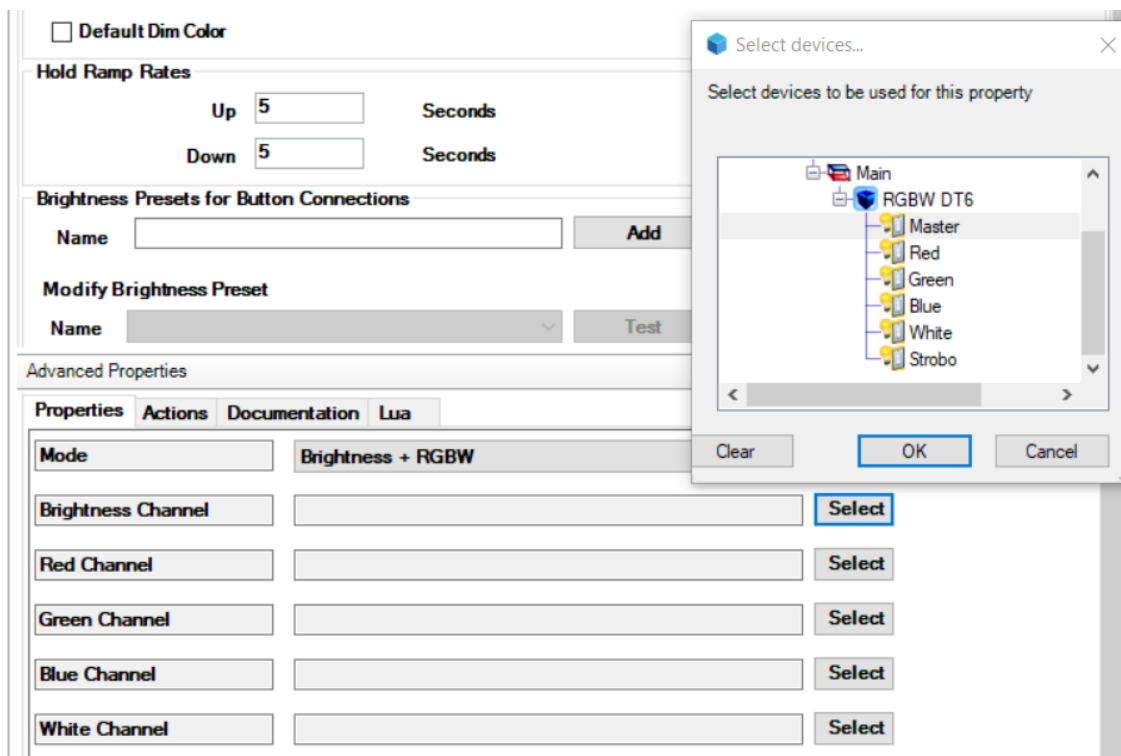 Default Dim Color
Hold Ramp Rates
Up 5 Seconds
Down 5 Seconds
Brightness Presets for Button Connections
Name Add
Modify Brightness Preset
Name Test
Select devices...
Select devices to be used for this property
Main
RGBW DT6
Master
Red
Green
Blue
White
Strobo
Clear OK Cancel
Advanced Properties
Properties Actions Documentation Lua
Mode Brightness + RGBW
Brightness Channel Select
Red Channel Select
Green Channel Select
Blue Channel Select
White Channel Select